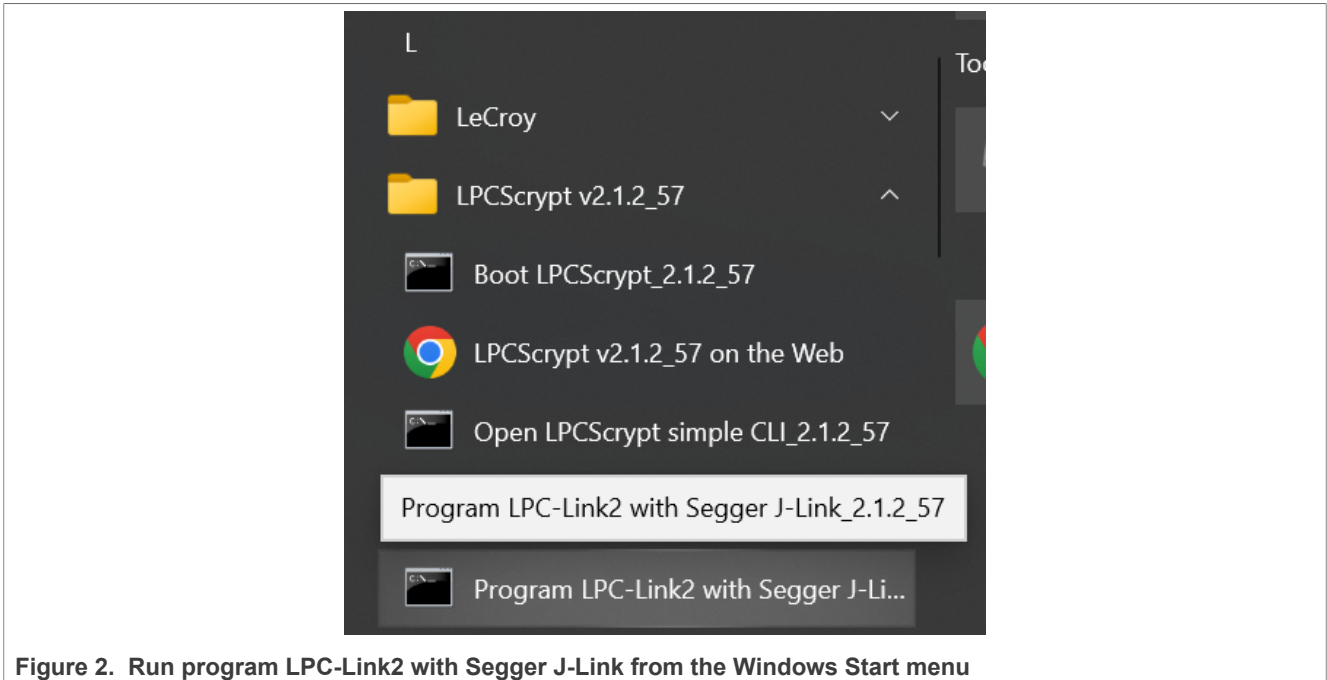 L
LeCroy
LPCScrypt v2.1.2_57
Boot LPCScrypt_2.1.2_57
LPCScrypt v2.1.2_57 on the Web
Open LPCScrypt simple CLI_2.1.2_57
Program LPC-Link2 with Segger J-Link_2.1.2_57
Program LPC-Link2 with Segger J-Li...
Figure 2. Run program LPC-Link2 with Segger J-Link from the Windows Start menu